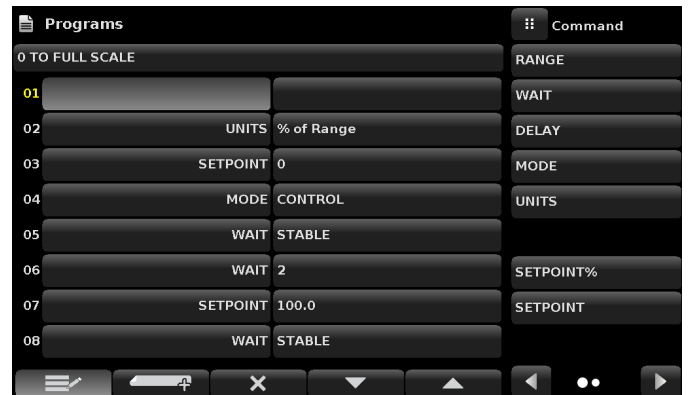 Programs
Command
0 TO FULL SCALE
RANGE
01
WAIT
02 UNITS % of Range
DELAY
03 SETPOINT 0
MODE
04 MODE CONTROL
UNITS
05 WAIT STABLE
06 WAIT 2
SETPOINT%
07 SETPOINT 100.0
SETPOINT
08 WAIT STABLE